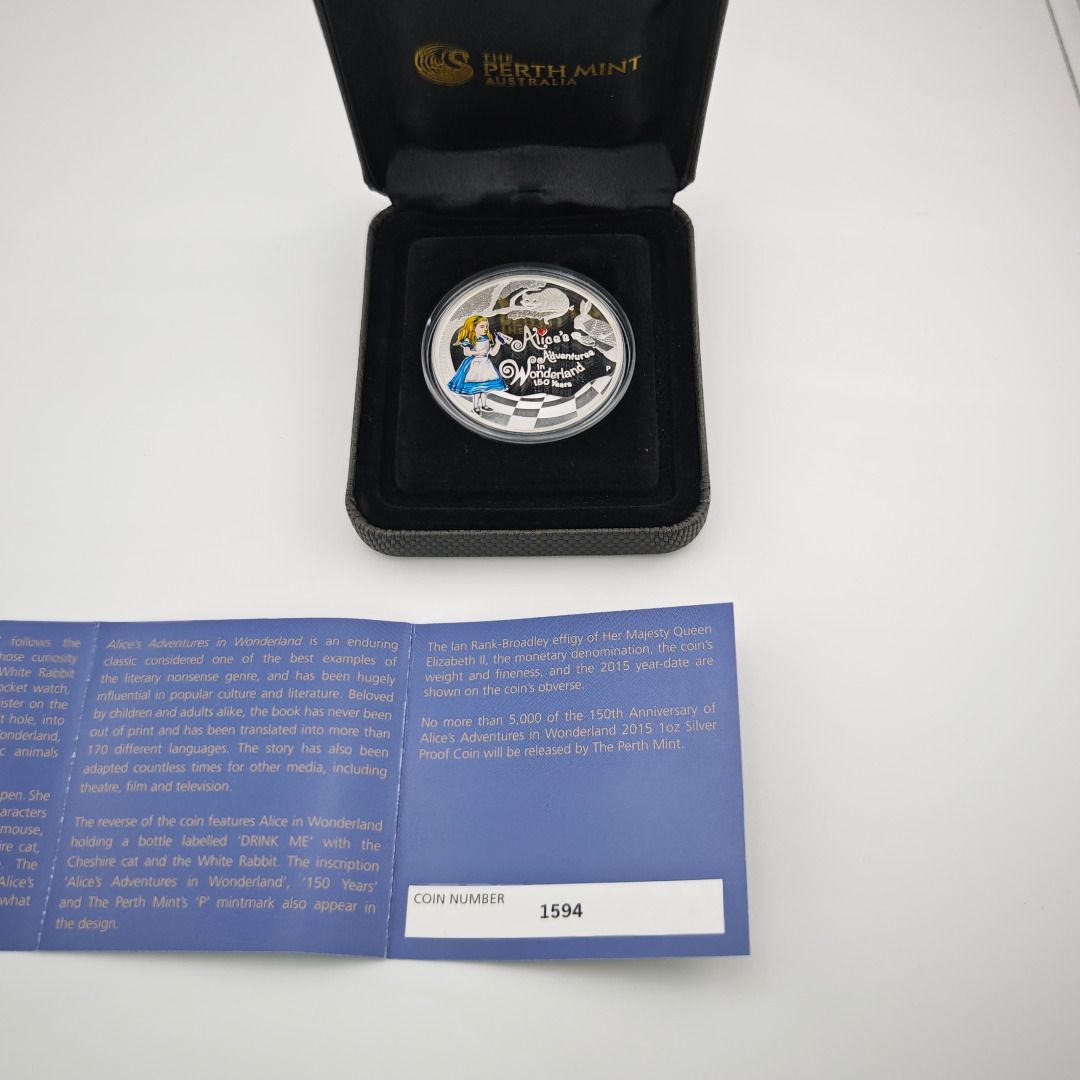 THE
PERTH MINT
AUSTRALIA
Alice's
Adventures
in
Wonderland
150 Years
P
follows the
curiosity
White Rabbit
watch,
on the
hole, into
animals
pen. She
mouse,
cat,
The
Alice's
what
Alice's Adventures in Wonderland is an enduring
classic considered one of the best examples of
the literary nonsense genre, and has been hugely
influential in popular culture and literature. Beloved
by children and adults alike, the book has never been
out of print and has been translated into more than
170 different languages. The story has also been
adapted countless times for other media, including
theatre, film and television.
The reverse of the coin features Alice in Wonderland
holding a bottle labelled 'DRINK ME' with the
Cheshire cat and the White Rabbit. The inscription
'Alice's Adventures in Wonderland', '150 Years'
and The Perth Mint's 'P' mintmark also appear in
the design.
The Ian Rank-Broadley effigy of Her Majesty Queen
Elizabeth II, the monetary denomination, the coin's
weight and fineness, and the 2015 year-date are
shown on the coin's obverse.
No more than 5,000 of the 150th Anniversary of
Alice's Adventures in Wonderland 2015 1oz Silver
Proof Coin will be released by The Perth Mint.
COIN NUMBER 1594